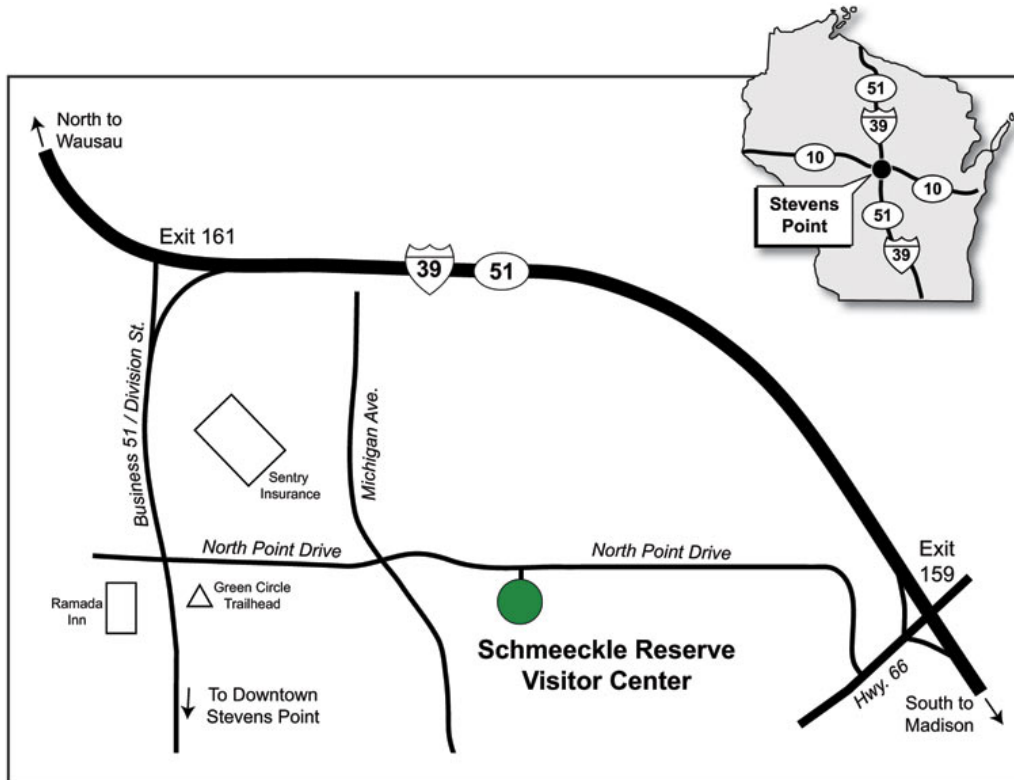 North to
Wausau
Exit 161
39
51
51
39
10
10
Stevens
Point
51
39
Business 51 / Division St.
Sentry
Insurance
Michigan Ave.
North Point Drive
North Point Drive
Exit
159
Ramada
Inn
Green Circle
Trailhead
Schmeeckle Reserve
Visitor Center
Hwy. 66
To Downtown
Stevens Point
South to
Madison